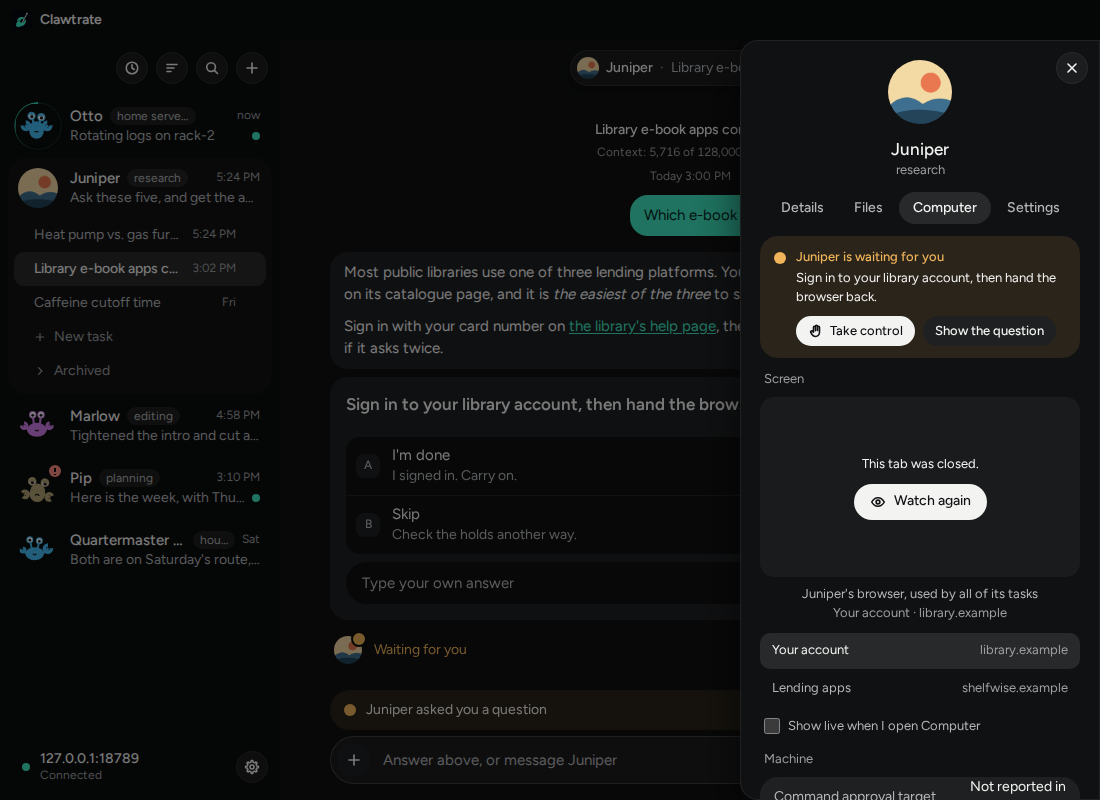 Clawtrate
Otto home serve... now
Rotating logs on rack-2
Juniper research 5:24 PM
Ask these five, and get the a...
Heat pump vs. gas fur... 5:24 PM
Library e-book apps c... 3:02 PM
Caffeine cutoff time Fri
+ New task
Archived
Marlow editing 4:58 PM
Tightened the intro and cut a...
Pip planning 3:10 PM
Here is the week, with Thu...
Quartermaster ... hou... Sat
Both are on Saturday's route,...
127.0.0.1:18789
Connected
Juniper · Library e-b
Library e-book apps co
Context: 5,716 of 128,000
Today 3:00 PM
Which e-book
Most public libraries use one of three lending platforms. You
on its catalogue page, and it is the easiest of the three to s
Sign in with your card number on the library's help page, the
if it asks twice.
Sign in to your library account, then hand the brow
A I'm done
I signed in. Carry on.
B Skip
Check the holds another way.
Type your own answer
Waiting for you
Juniper asked you a question
Answer above, or message Juniper
Juniper
research
Details Files Computer Settings
Juniper is waiting for you
Sign in to your library account, then hand the
browser back.
Take control Show the question
Screen
This tab was closed.
Watch again
Juniper's browser, used by all of its tasks
Your account · library.example
Your account library.example
Lending apps shelfwise.example
Show live when I open Computer
Machine
Command approval target Not reported in